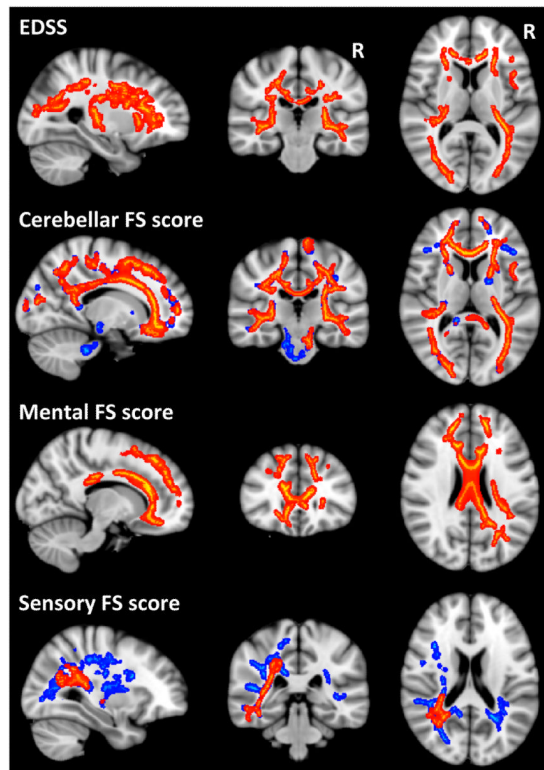 EDSS
R
R
Cerebellar FS score
Mental FS score
Sensory FS score